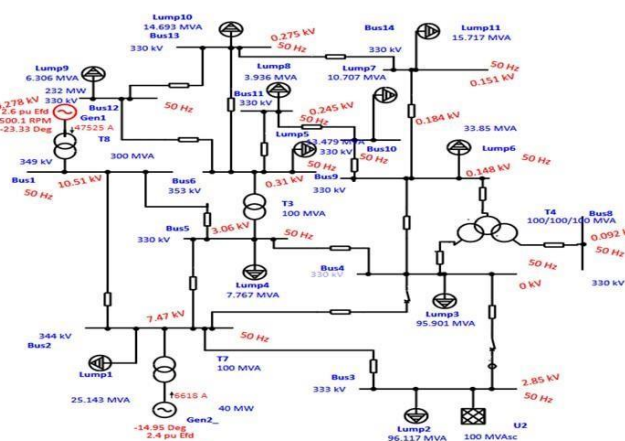 Lump10
14.693 MVA
Bus13
330 kV
0.275 kV
50 Hz
Bus14
330 kV
Lump11
15.717 MVA
Lump9
6.306 MVA
232 MW
330 kV
Bus12
50 Hz
Lump8
3.936 MVA
Bus11
330 kV
Lump7
10.707 MVA
50 Hz
0.151 kV
0.278 kV
2.6 pu Efd
500.1 RPM
-23.33 Deg
Gen1
47525 A
T8
300 MVA
0.245 kV
50 Hz
Lump5
13.479 MVA
330 kV
Bus10
0.184 kV
33.85 MVA
Lump6
50 Hz
349 kV
Bus1
50 Hz
10.51 kV
Bus6
353 kV
0.31 kV
50 Hz
Bus9
330 kV
0.148 kV
T3
100 MVA
T4
100/100/100 MVA
Bus8
0.092
50 Hz
330 kV
Bus5
330 kV
3.06 kV
50 Hz
Lump4
7.767 MVA
Bus4
330 kV
50 Hz
0 kV
Lump3
95.901 MVA
7.47 kV
50 Hz
344 kV
Bus2
T7
100 MVA
Lump1
25.143 MVA
6618 A
Gen2_
40 MW
-14.95 Deg
2.4 pu Efd
Bus3
333 kV
2.85 kV
50 Hz
Lump2
96.117 MVA
U2
100 MVAsc